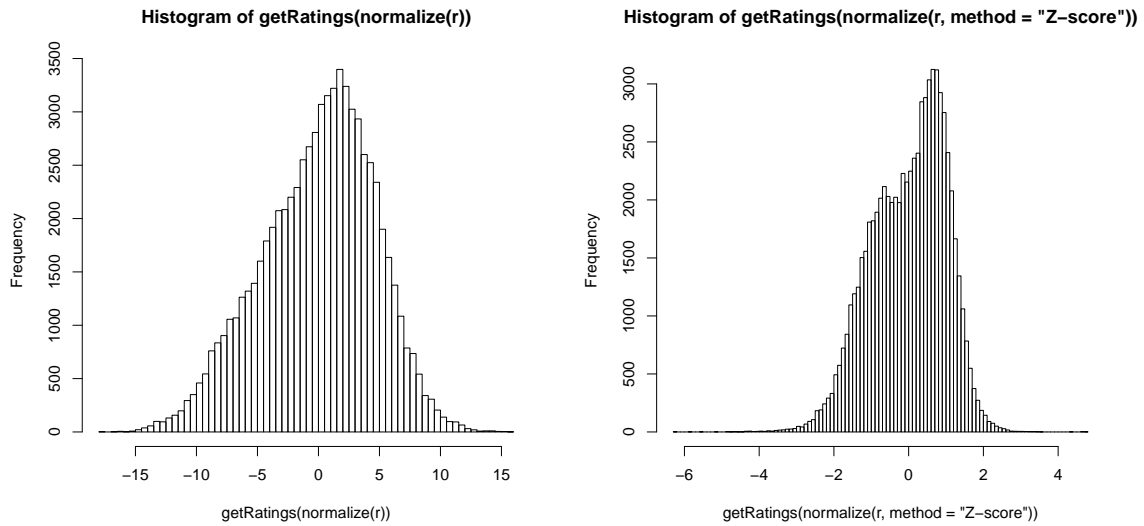 Histogram of getRatings(normalize(r))
Frequency
3500
3000
2500
2000
1500
1000
500
0
−15 −10 −5 0 5 10 15
getRatings(normalize(r))
Histogram of getRatings(normalize(r, method = "Z−score"))
Frequency
3000
2500
2000
1500
1000
500
0
−6 −4 −2 0 2 4
getRatings(normalize(r, method = "Z−score"))